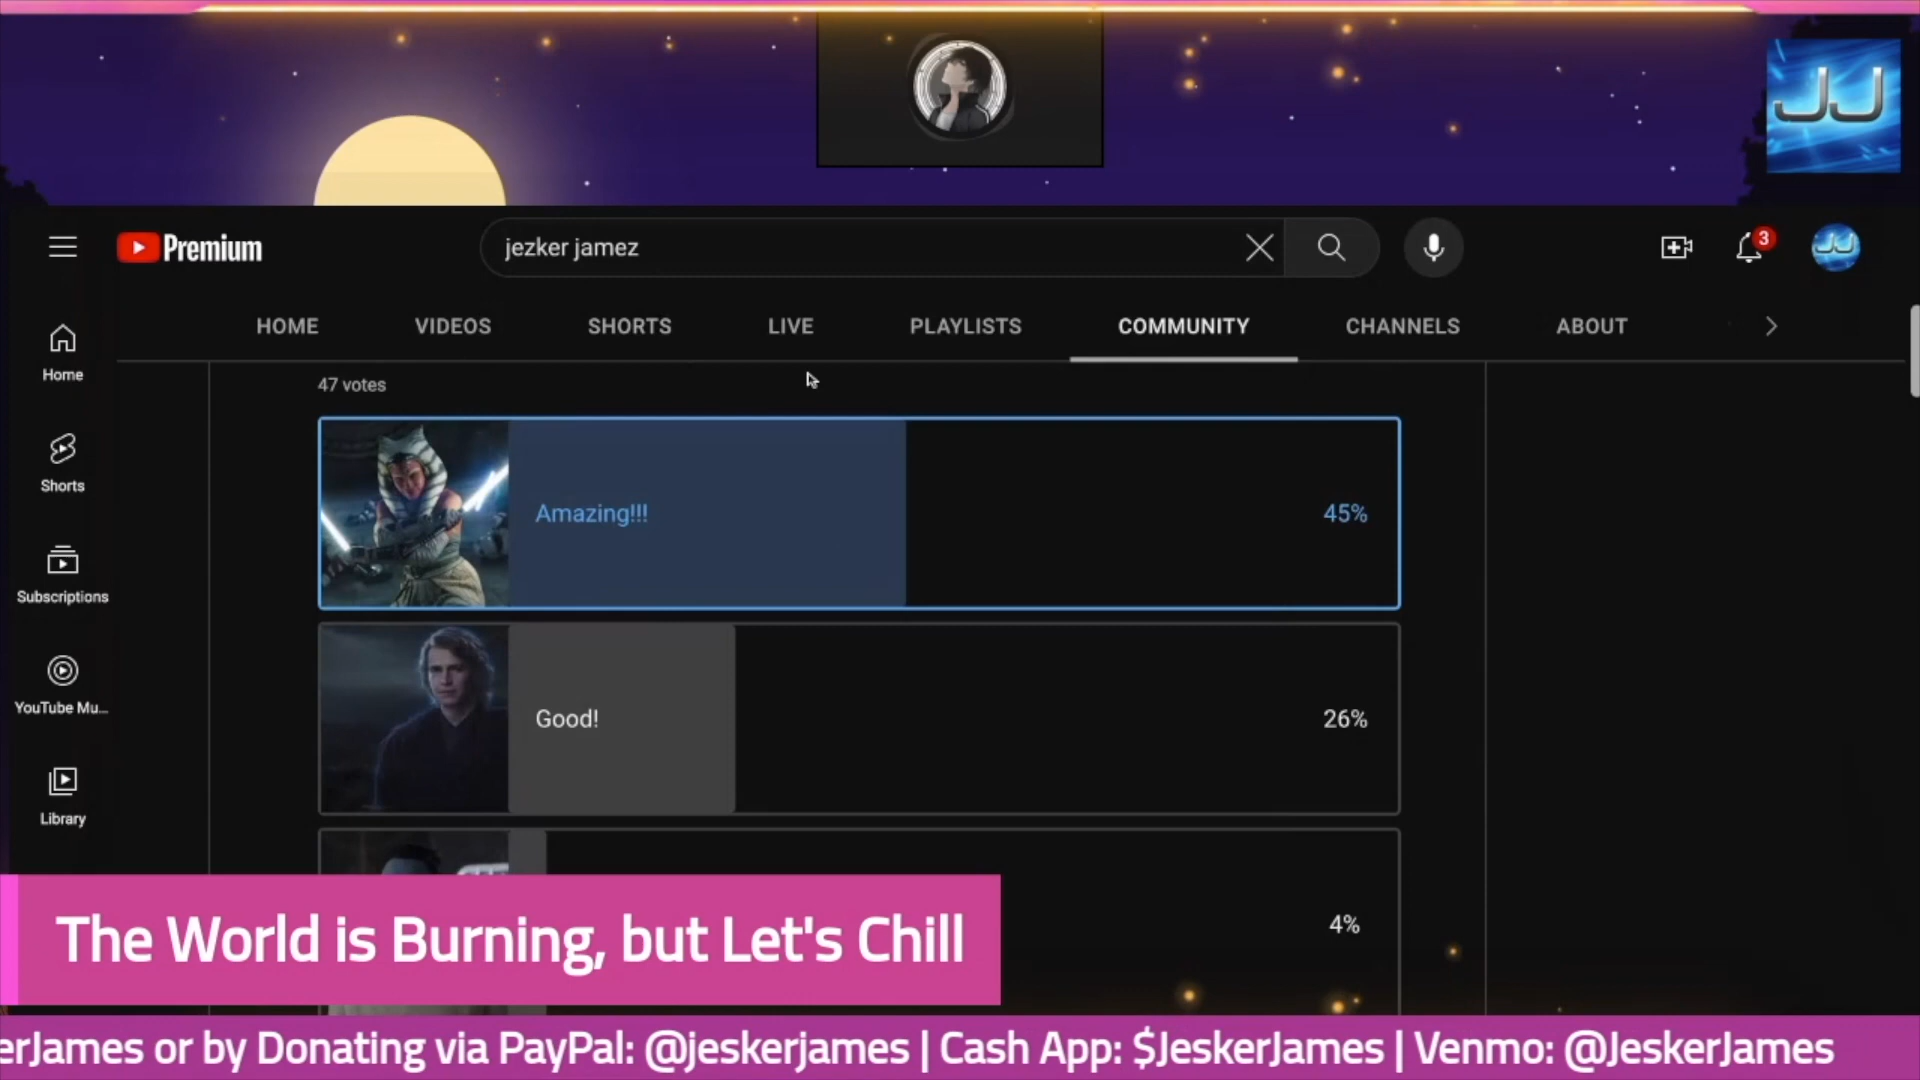 JJ
Premium
jezker jamez
3
JJ
HOME VIDEOS SHORTS LIVE PLAYLISTS COMMUNITY CHANNELS ABOUT
Home
Shorts
Subscriptions
YouTube Mu...
Library
47 votes
Amazing!!! 45%
Good! 26%
4%
The World is Burning, but Let's Chill
erJames or by Donating via PayPal: @jeskerjames | Cash App: $JeskerJames | Venmo: @JeskerJames